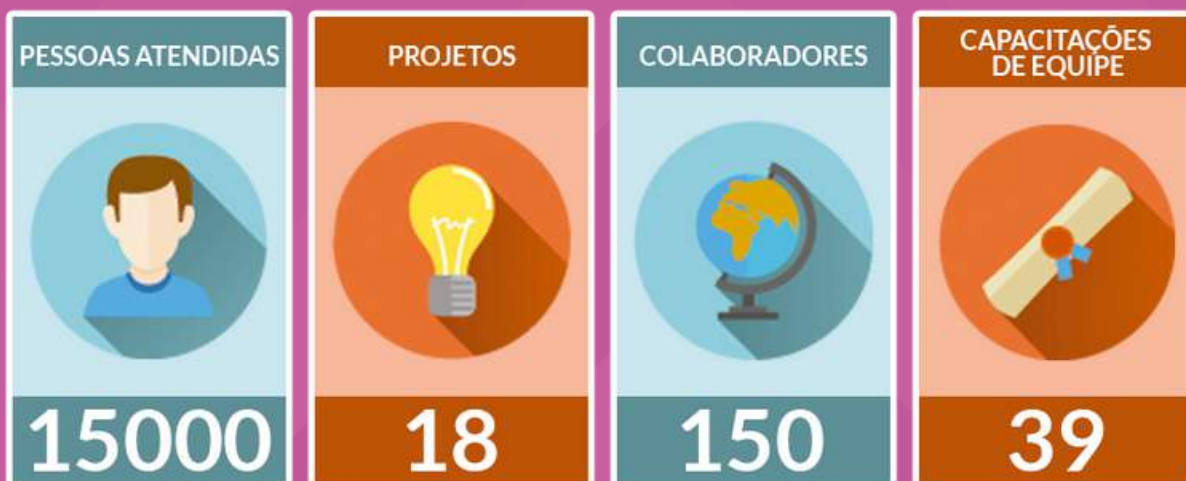 PESSOAS ATENDIDAS
15000
PROJETOS
18
COLABORADORES
150
CAPACITAÇÕES
DE EQUIPE
39